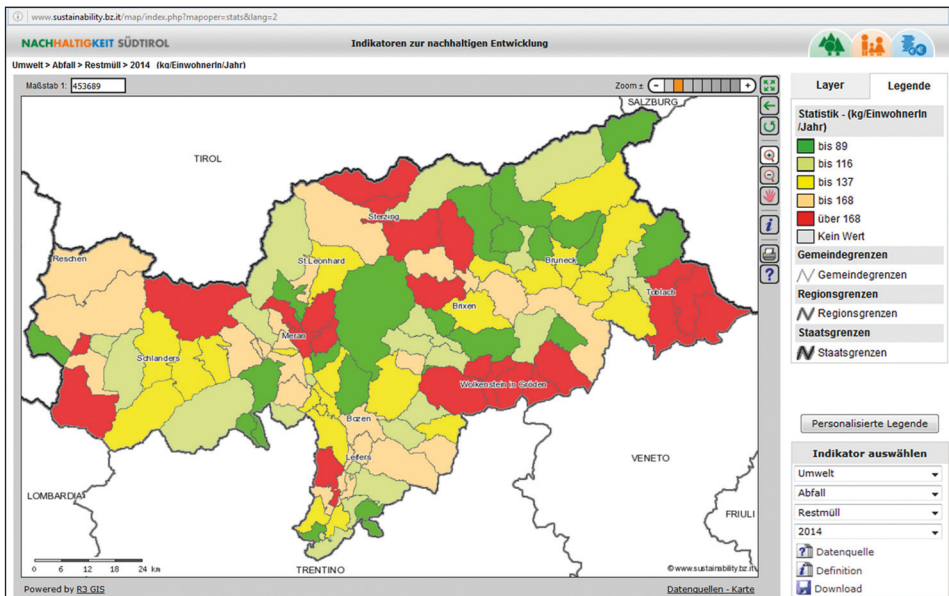 www.sustainability.bz.it/map/index.php?mapoper=stats&lang=2
NACHHALTIGKEIT SÜDTIROL
Indikatoren zur nachhaltigen Entwicklung
Umwelt > Abfall > Restmüll > 2014 (kg/EinwohnerIn/Jahr)
Maßstab 1: 453689
Zoom ±
- +
SALZBURG
TIROL
Sterzing
Reschen
St.Leonhard
Bruneck
Toblach
Brixen
Meran
Schlanders
Wolkenstein in Gröden
Bozen
Leifers
VENETO
LOMBARDIA
FRIULI
0 6 12 18 24 km
TRENTINO
© www.sustainability.bz.it
Powered by R3 GIS
Datenquellen - Karte
i
?
Layer
Legende
Statistik - (kg/EinwohnerIn
/Jahr)
bis 89
bis 116
bis 137
bis 168
über 168
Kein Wert
Gemeindegrenzen
Gemeindegrenzen
Regionsgrenzen
Regionsgrenzen
Staatsgrenzen
Staatsgrenzen
Personalisierte Legende
Indikator auswählen
Umwelt
Abfall
Restmüll
2014
Datenquelle
Definition
Download